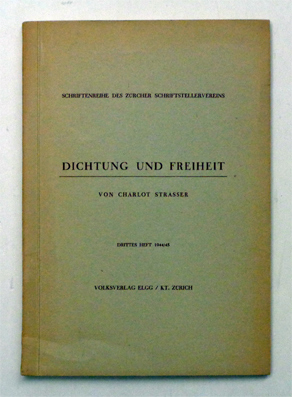 SCHRIFTENREIHE DES ZÜRCHER SCHRIFTSTELLERVEREINS
DICHTUNG UND FREIHEIT
VON CHARLOT STRASSER
DRITTES HEFT 1944/45
VOLKSVERLAG ELGG / KT. ZÜRICH